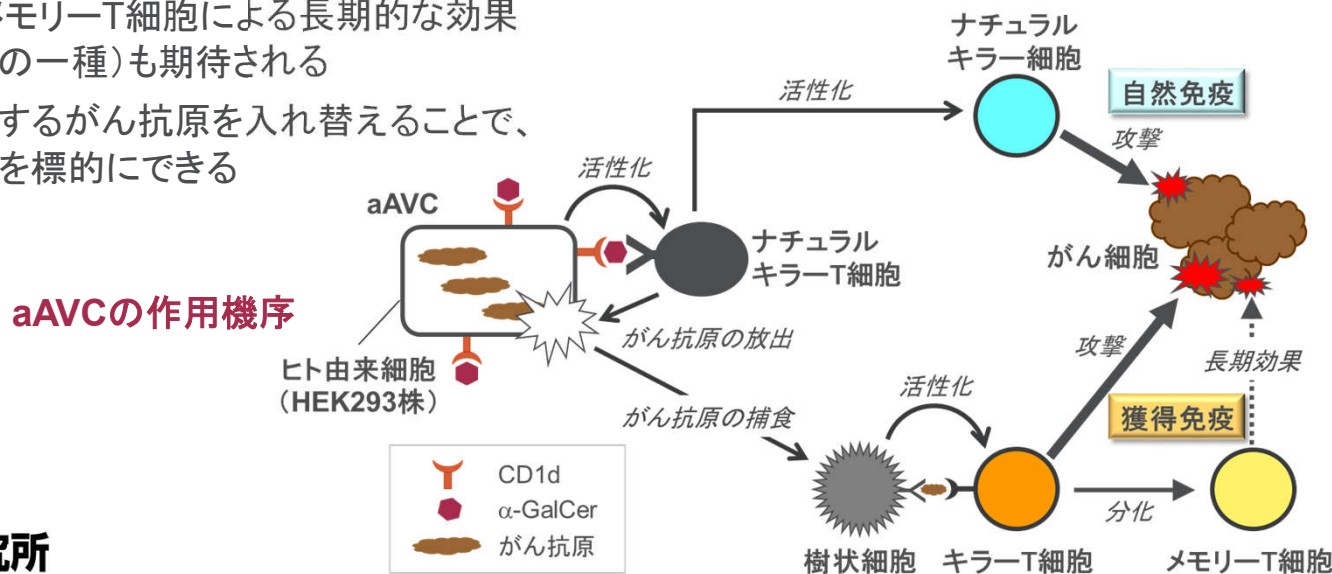 メモリーT細胞による長期的な効果
の一種）も期待される
するがん抗原を入れ替えることで、
を標的にできる
aAVCの作用機序
ナチュラル
キラー細胞
自然免疫
活性化
攻撃
活性化
aAVC
ナチュラル
キラーT細胞
がん細胞
がん抗原の放出
ヒト由来細胞
（HEK293株）
攻撃
長期効果
活性化
がん抗原の捕食
獲得免疫
CD1d
α-GalCer
がん抗原
分化
樹状細胞
キラーT細胞
メモリーT細胞
究所